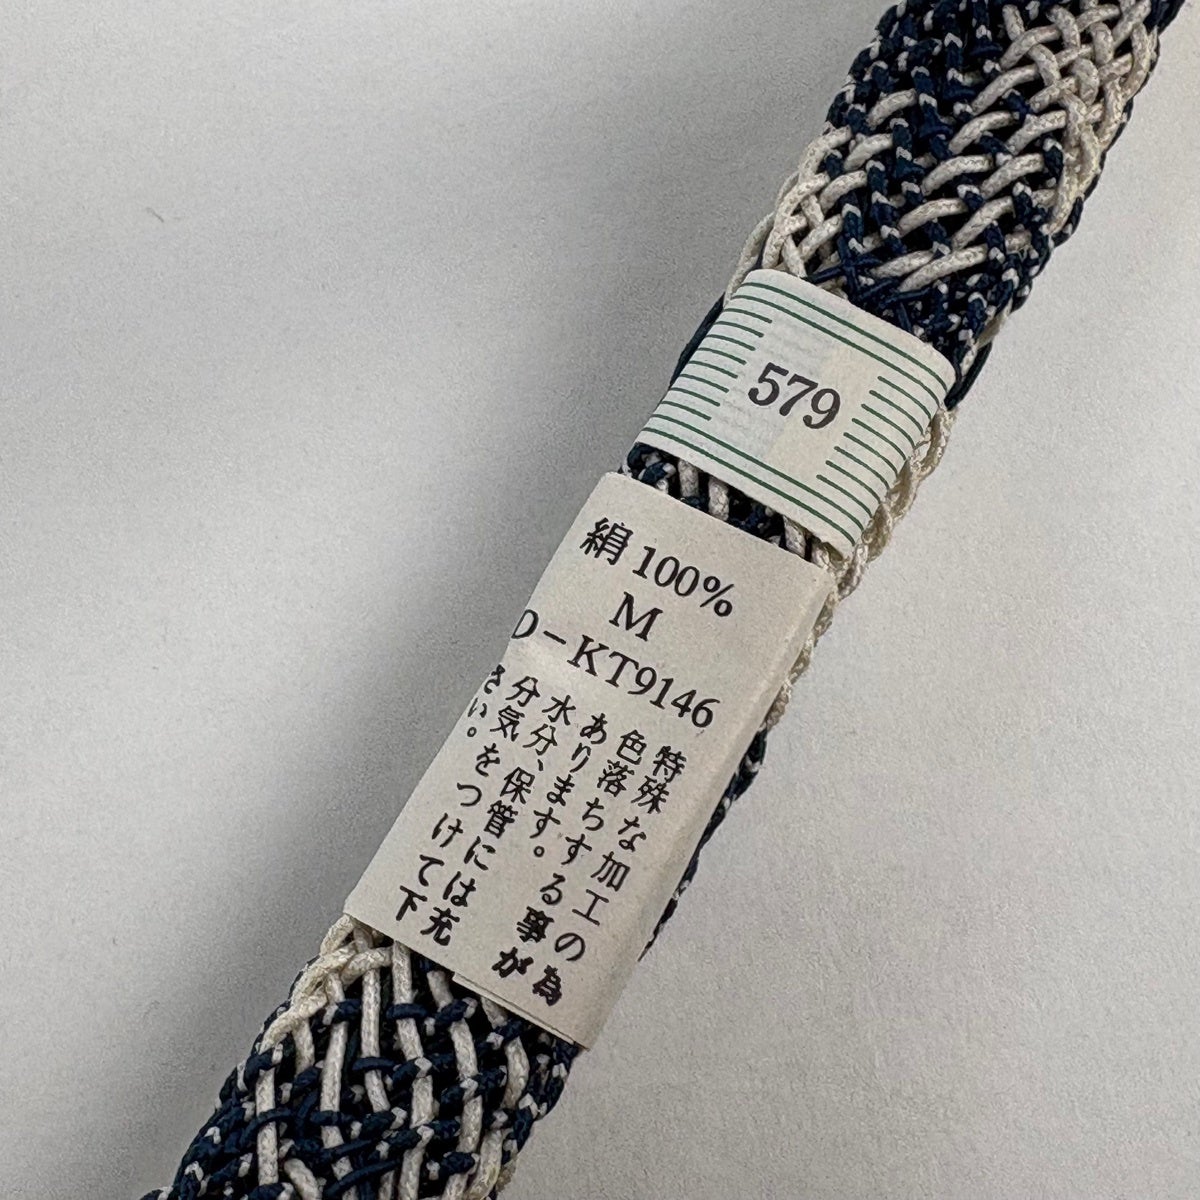 579
絹100%
M
D－KT9146
特殊な加工の為
色落ちする事が
あります。
水分、保管には充
分気をつけて下
さい。